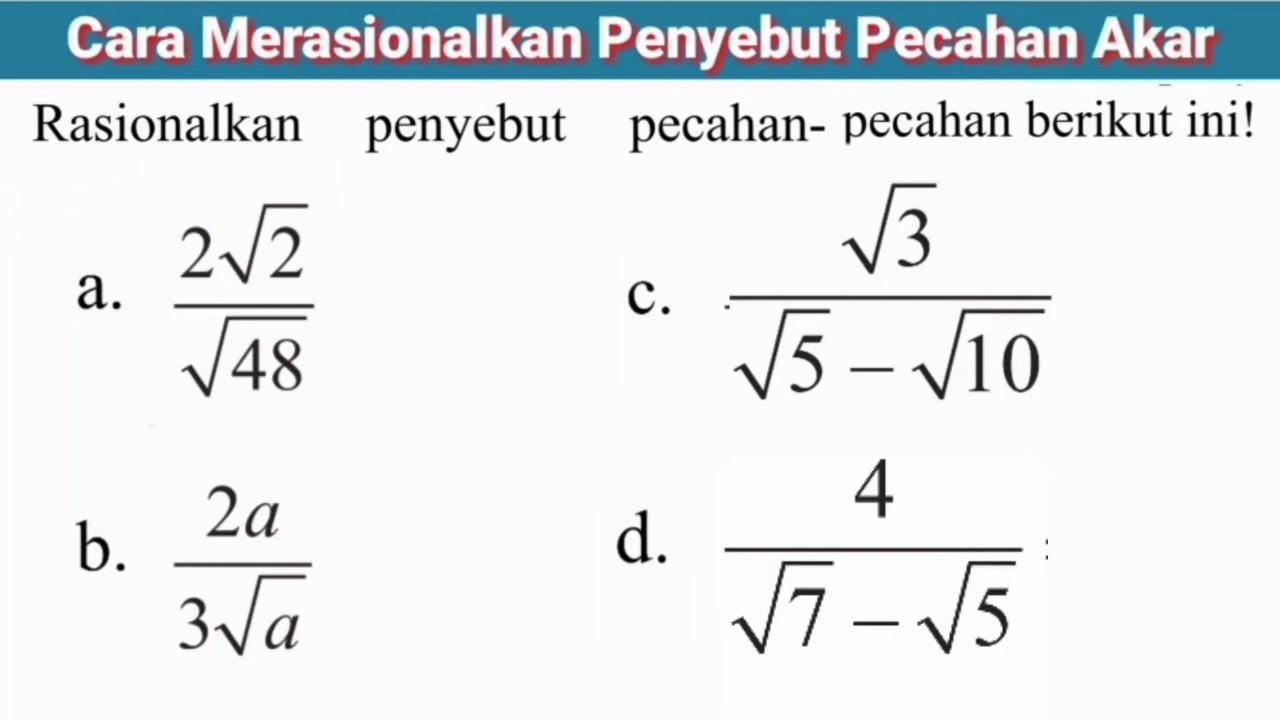 Cara Merasionalkan Penyebut Pecahan Akar
Rasionalkan penyebut pecahan- pecahan berikut ini!
a. 2√2 / √48
b. 2a / 3√a
c. √3 / √5 – √10
d. 4 / √7 – √5